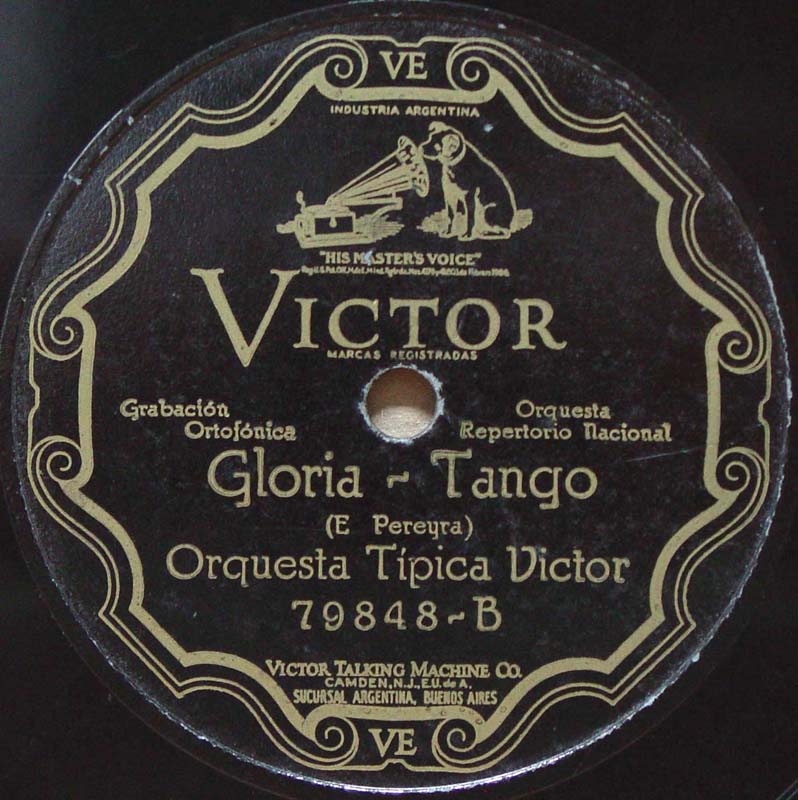 VE
INDUSTRIA ARGENTINA
"HIS MASTER'S VOICE"
VICTOR
MARCAS REGISTRADAS
Grabación
Ortofónica
Orquesta
Repertorio Nacional
Gloria ~ Tango
(E Pereyra)
Orquesta Típica Victor
79848~B
VICTOR TALKING MACHINE CO.
CAMDEN, N.J., E.U. de A.
SUCURSAL ARGENTINA, BUENOS AIRES
VE